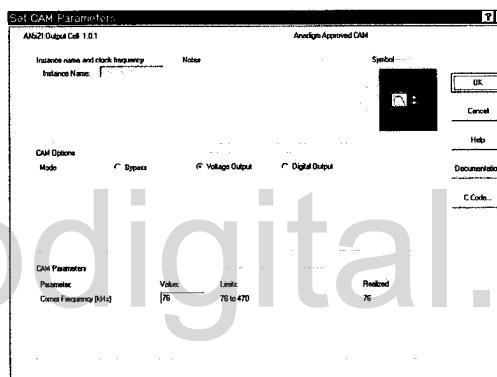 Set CAM Parameters ?
AN521 Output Cell 1.0.1 Anadigm Approved CAM
Instance name and clock frequency Notes Symbol
Instance Name:
OK
Cancel
Help
Documentatio
C Code...
CAM Options
Mode Bypass Voltage Output Digital Output
odigital.
CAM Parameters
Parameter Value: Limits: Realized
Corner Frequency [kHz] 76 76 to 470 76